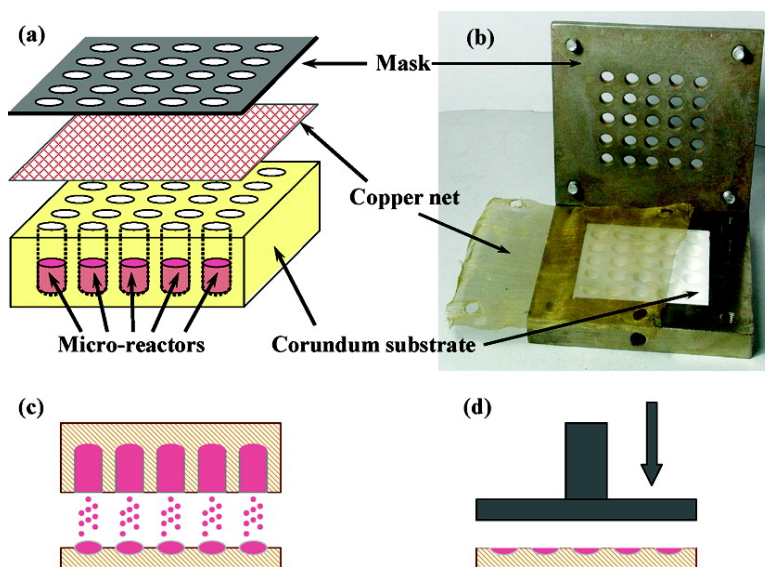 (a)
(b)
Mask
Copper net
Micro-reactors
Corundum substrate
(c)
(d)